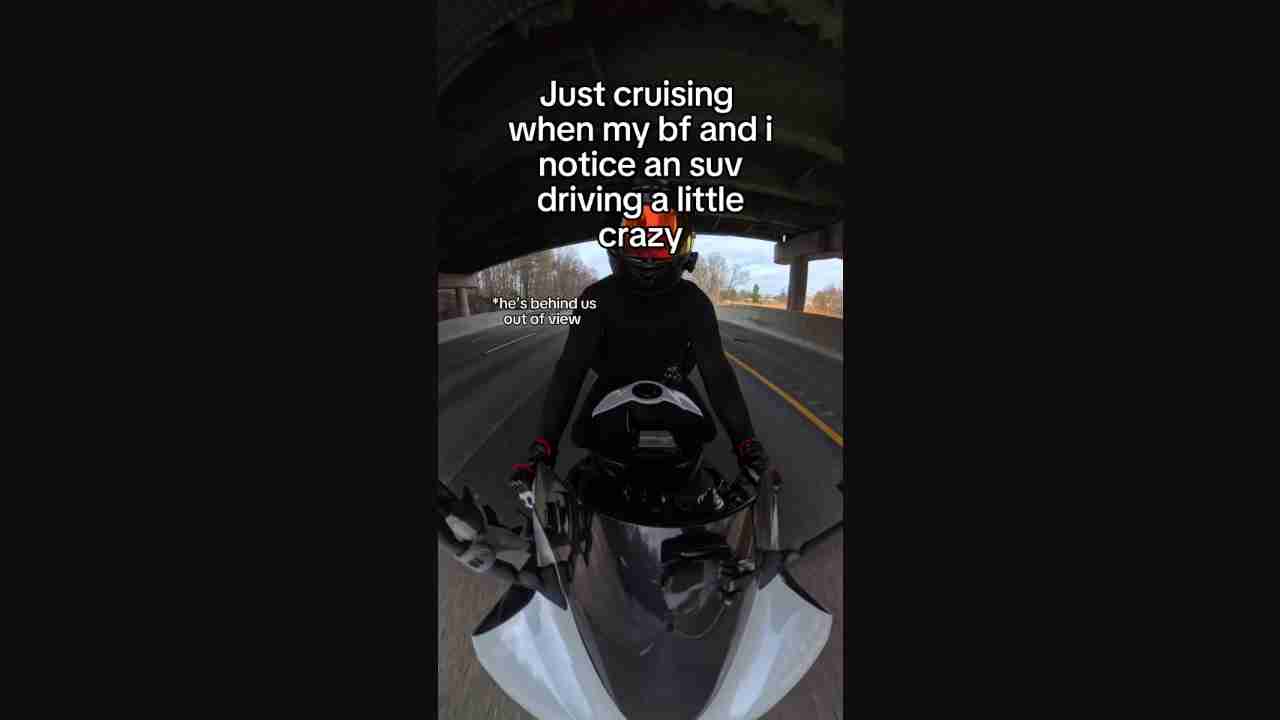 Just cruising
when my bf and i
notice an suv
driving a little
crazy
*he's behind us
out of view